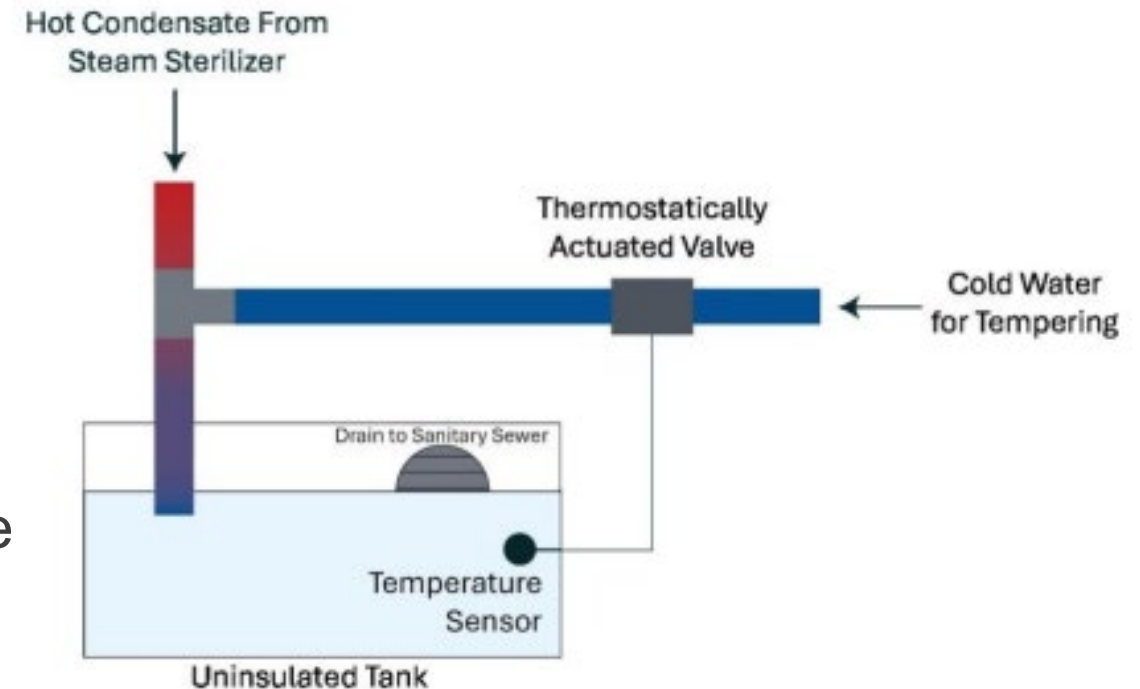 Hot Condensate From
Steam Sterilizer
Thermostatically
Actuated Valve
Cold Water
for Tempering
Drain to Sanitary Sewer
e
Temperature
Sensor
Uninsulated Tank